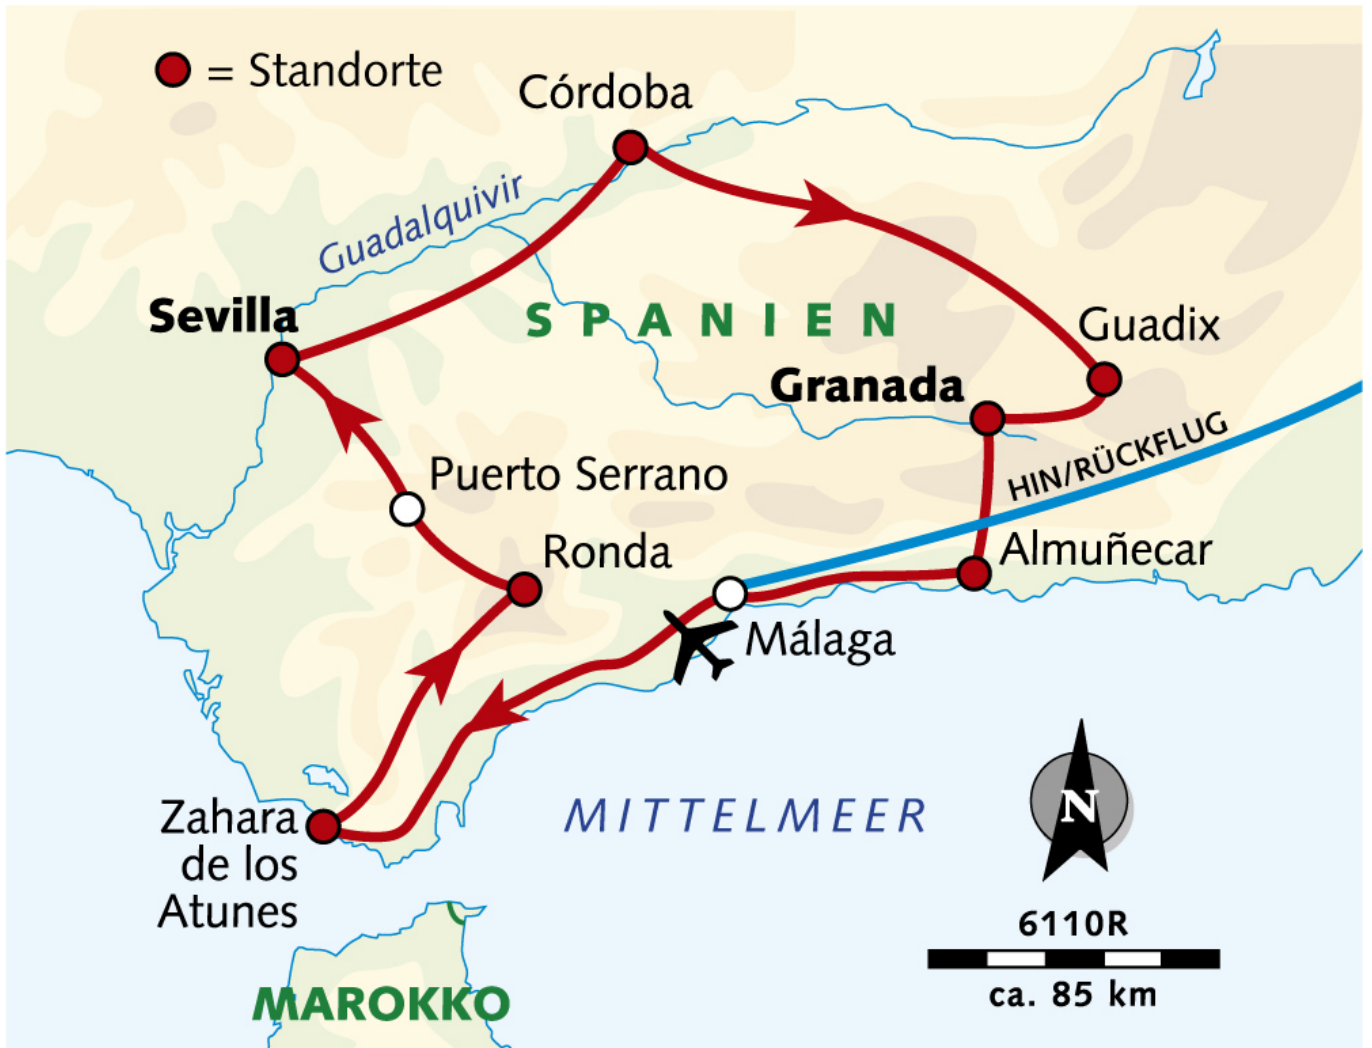 = Standorte
Córdoba
Guadalquivir
Sevilla
SPANIEN
Guadix
Granada
HIN/RÜCKFLUG
Puerto Serrano
Ronda
Almuñecar
Málaga
Zahara
de los
Atunes
MITTELMEER
N
6110R
ca. 85 km
MAROKKO